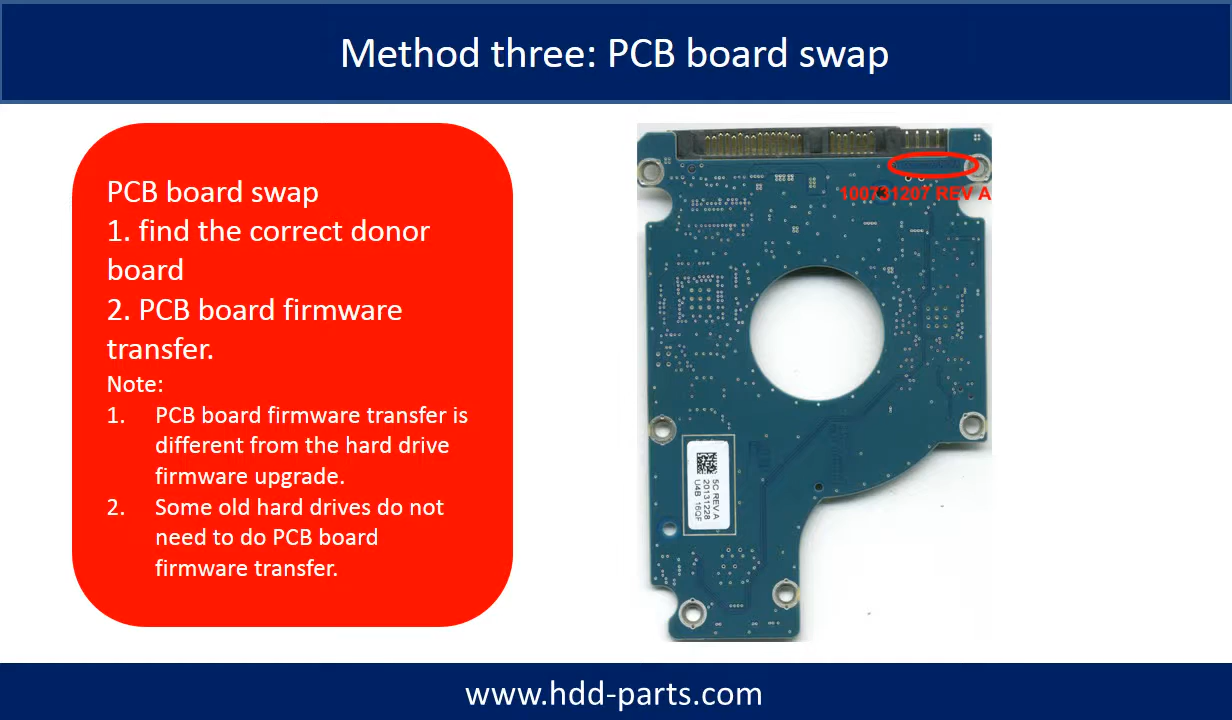 Method three: PCB board swap
PCB board swap
1. find the correct donor
board
2. PCB board firmware
transfer.
Note:
1. PCB board firmware transfer is
different from the hard drive
firmware upgrade.
2. Some old hard drives do not
need to do PCB board
firmware transfer.
100731207 REV A
5C REV.A
20131228
U4B 16QF
www.hdd-parts.com